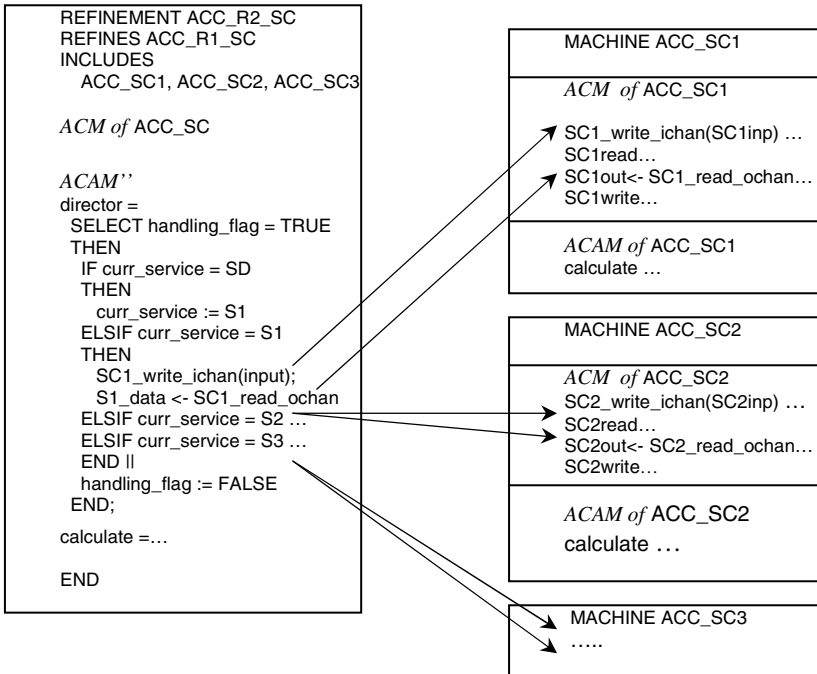 REFINEMENT ACC_R2_SC
REFINES ACC_R1_SC
INCLUDES
ACC_SC1, ACC_SC2, ACC_SC3
ACM of ACC_SC
ACAM’’
director =
SELECT handling_flag = TRUE
THEN
IF curr_service = SD
THEN
curr_service := S1
ELSIF curr_service = S1
THEN
SC1_write_ichan(input);
S1_data <- SC1_read_ochan
ELSIF curr_service = S2 …
ELSIF curr_service = S3 …
END ||
handling_flag := FALSE
END;
calculate =…
END
MACHINE ACC_SC1
ACM of ACC_SC1
SC1_write_ichan(SC1inp) …
SC1read…
SC1out<- SC1_read_ochan…
SC1write…
ACAM of ACC_SC1
calculate …
MACHINE ACC_SC2
ACM of ACC_SC2
SC2_write_ichan(SC2inp) …
SC2read…
SC2out<- SC2_read_ochan…
SC2write…
ACAM of ACC_SC2
calculate …
MACHINE ACC_SC3
…..